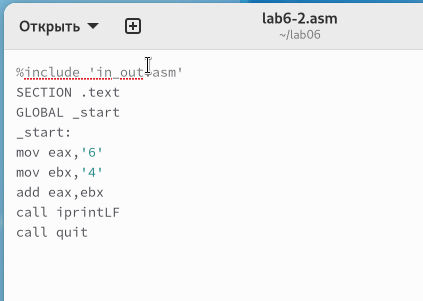 Открыть
lab6-2.asm
~/lab06
%include 'in_out.asm'
SECTION .text
GLOBAL _start
_start:
mov eax,'6'
mov ebx,'4'
add eax,ebx
call iprintLF
call quit